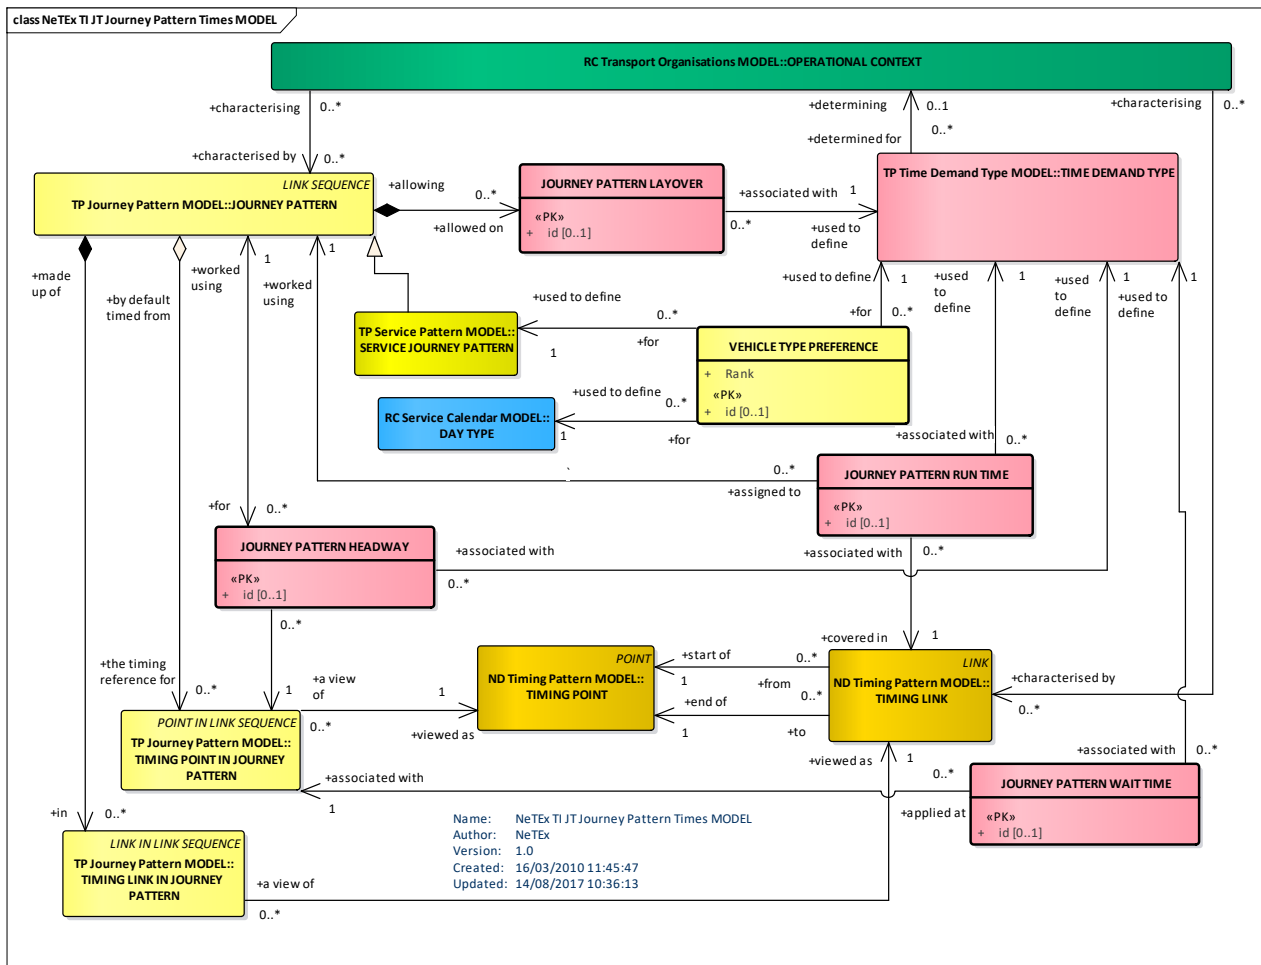 class NeTEx TI JT Journey Pattern Times MODEL
RC Transport Organisations MODEL::OPERATIONAL CONTEXT
+characterising
0..*
+determining
0..1
+characterising
0..*
+determined for
0..*
+characterised by
0..*
LINK SEQUENCE
TP Journey Pattern MODEL::JOURNEY PATTERN
+allowing
0..*
+allowed on
JOURNEY PATTERN LAYOVER
«PK»
+ id [0..1]
+associated with
0..*
1
+used to
define
TP Time Demand Type MODEL::TIME DEMAND TYPE
+made
up of
+by default
timed from
+worked
using
1
+worked
using
1
+used to define
1
+used
to
define
1
+used
to
define
1
+used to
define
1
TP Service Pattern MODEL::
SERVICE JOURNEY PATTERN
+used to define
1
0..*
+for
+for
0..*
VEHICLE TYPE PREFERENCE
+ Rank
«PK»
+ id [0..1]
RC Service Calendar MODEL::
DAY TYPE
+used to define
1
0..*
+for
+associated with
0..*
0..*
+assigned to
JOURNEY PATTERN RUN TIME
«PK»
+ id [0..1]
+for
0..*
JOURNEY PATTERN HEADWAY
«PK»
+ id [0..1]
+associated with
0..*
+associated with
0..*
0..*
+covered in
1
+the timing
reference for
0..*
1
+a view
of
0..*
1
+viewed as
POINT
ND Timing Pattern MODEL::
TIMING POINT
+start of
1
0..*
+from
+end of
1
0..*
+to
LINK
ND Timing Pattern MODEL::
TIMING LINK
+characterised by
0..*
POINT IN LINK SEQUENCE
TP Journey Pattern MODEL::
TIMING POINT IN JOURNEY
PATTERN
+viewed as
1
+associated with
0..*
+associated with
1
0..*
+applied at
JOURNEY PATTERN WAIT TIME
«PK»
+ id [0..1]
+in
0..*
LINK IN LINK SEQUENCE
TP Journey Pattern MODEL::
TIMING LINK IN JOURNEY
PATTERN
+a view of
0..*
Name: NeTEx TI JT Journey Pattern Times MODEL
Author: NeTEx
Version: 1.0
Created: 16/03/2010 11:45:47
Updated: 14/08/2017 10:36:13